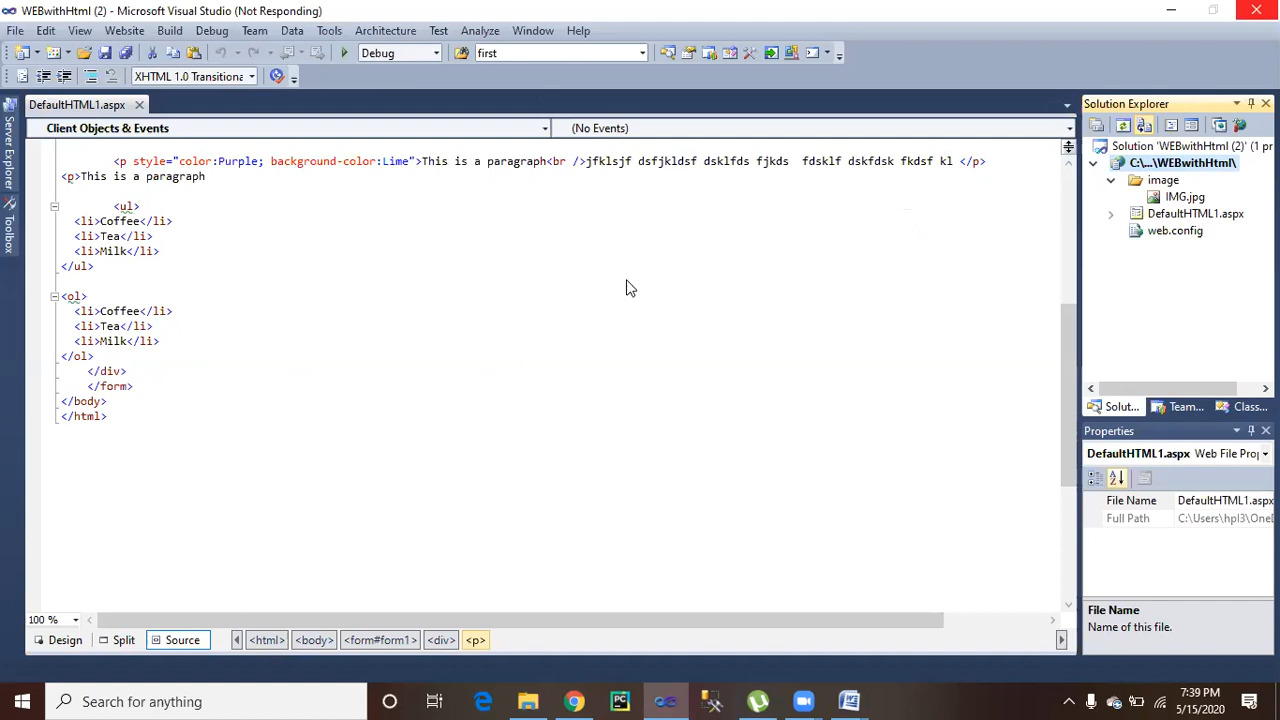 WEBwithHtml (2) - Microsoft Visual Studio (Not Responding)
File Edit View Website Build Debug Team Data Tools Architecture Test Analyze Window Help
Debug first
XHTML 1.0 Transitiona
Server Explorer
Toolbox
DefaultHTML1.aspx
Client Objects & Events (No Events)
<p style="color:Purple; background-color:Lime">This is a paragraph<br />jfklsjf dsfjkldsf dsklfds fjkds  fdsklf dskfdsk fkdsf kl </p>
<p>This is a paragraph
<ul>
<li>Coffee</li>
<li>Tea</li>
<li>Milk</li>
</ul>
<ol>
<li>Coffee</li>
<li>Tea</li>
<li>Milk</li>
</ol>
</div>
</form>
</body>
</html>
100 %
Design Split Source <html> <body> <form#form1> <div> <p>
Solution Explorer
Solution 'WEBwithHtml (2)' (1 pr
C:\...\WEBwithHtml\
image
IMG.jpg
DefaultHTML1.aspx
web.config
Solut... Team... Class...
Properties
DefaultHTML1.aspx Web File Prop
File Name DefaultHTML1.aspx
Full Path C:\Users\hpl3\OneD
File Name
Name of this file.
Search for anything
PC
W
7:39 PM
5/15/2020